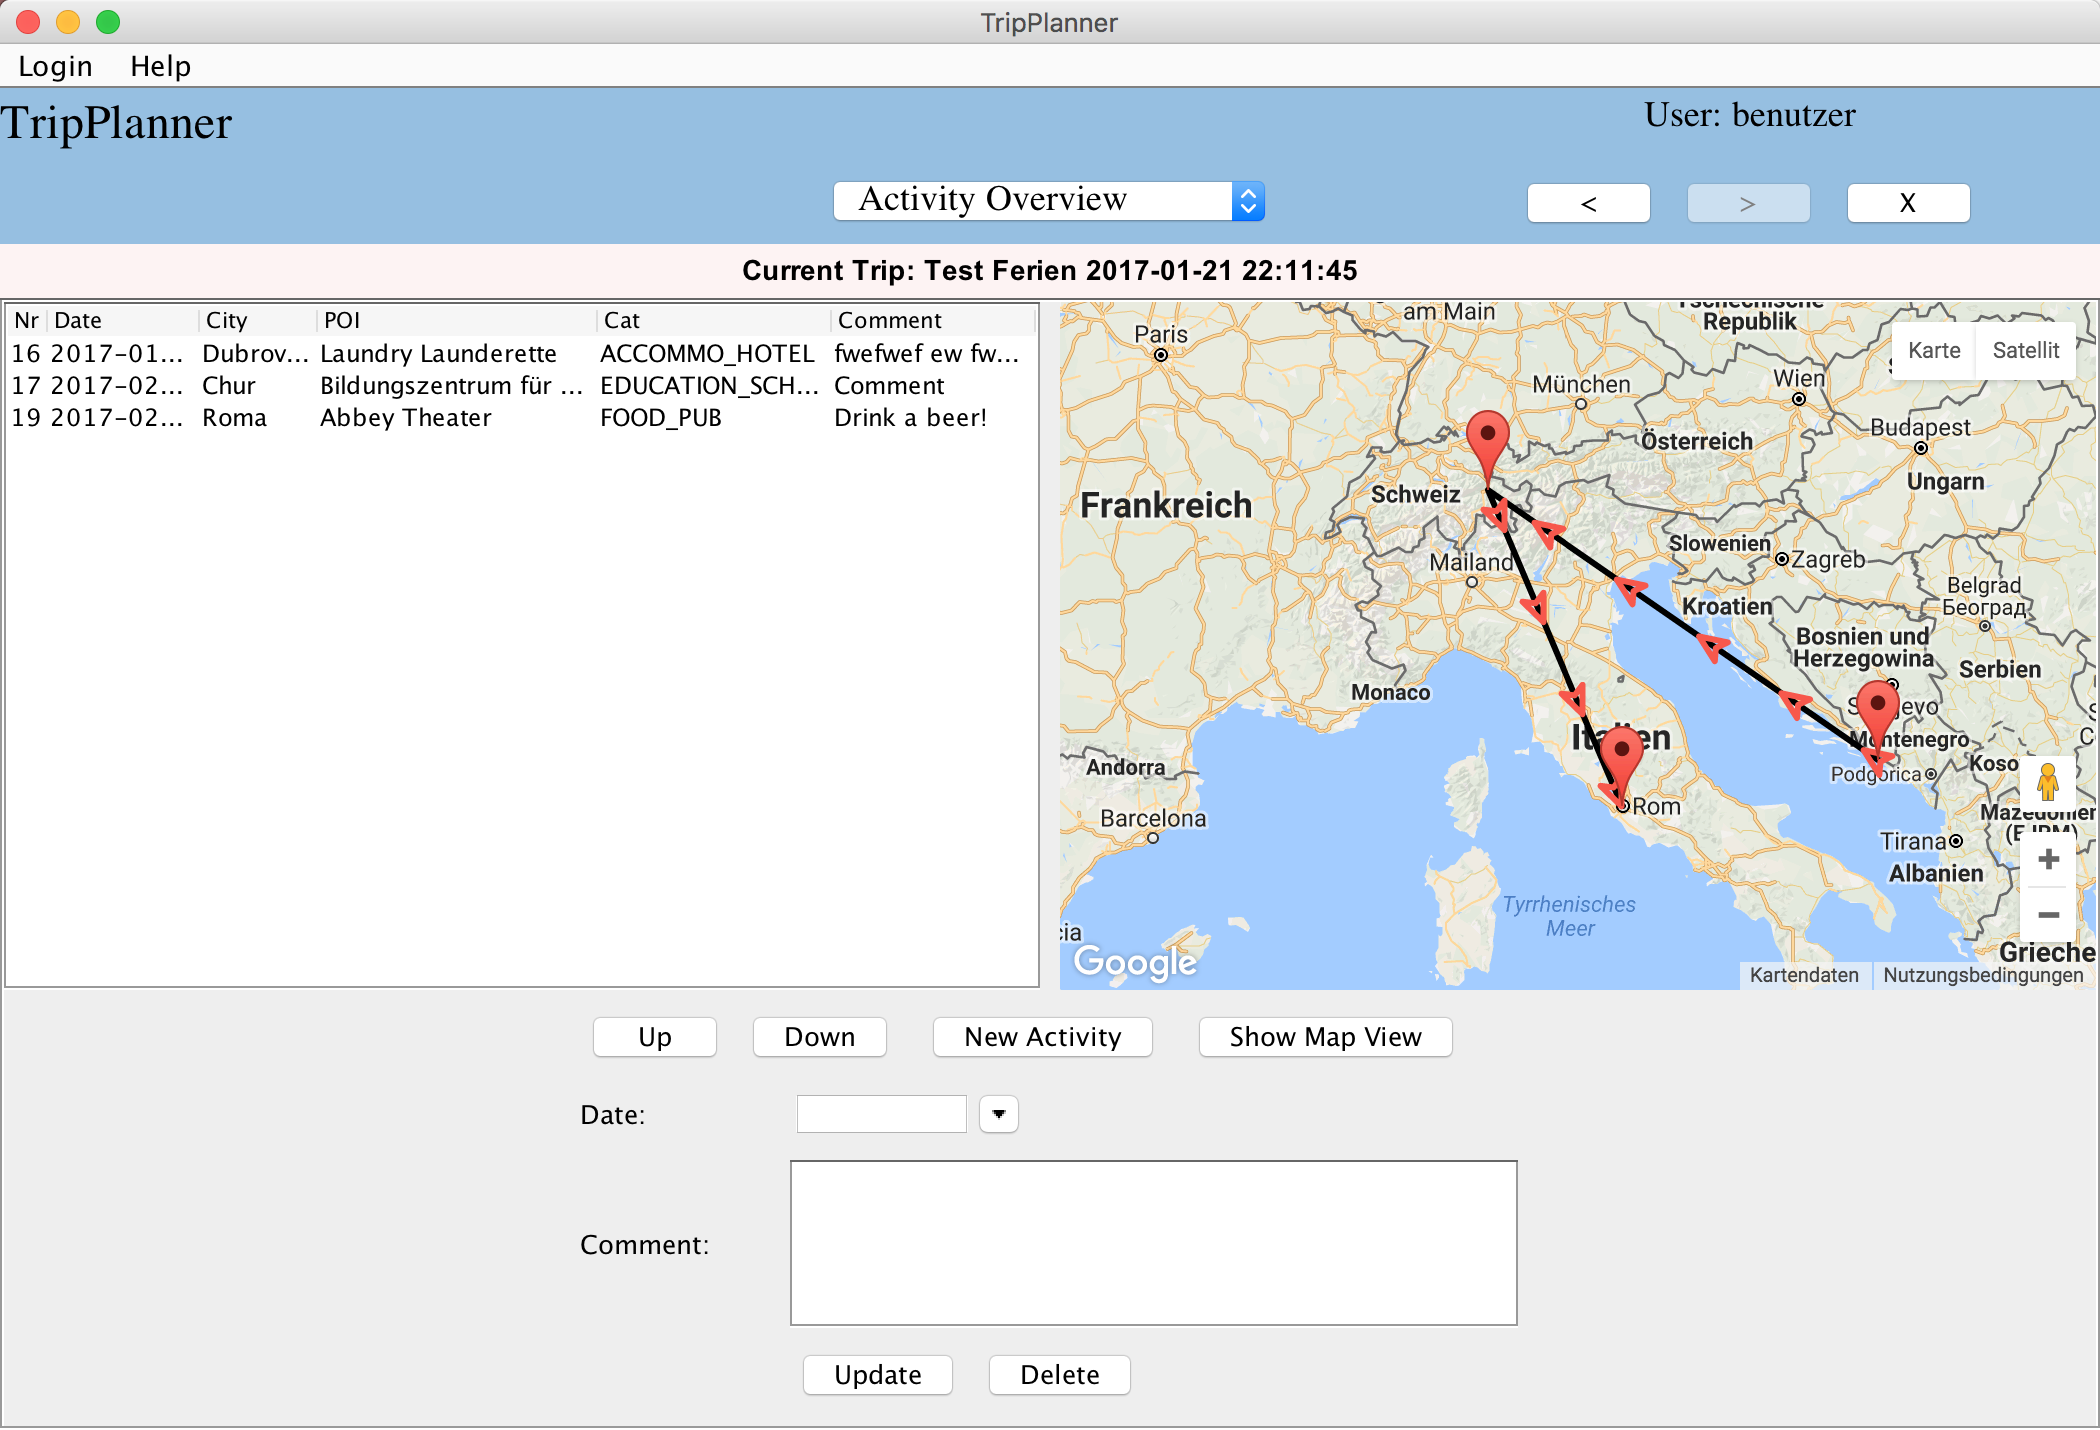 TripPlanner
Login Help
TripPlanner
User: benutzer
Activity Overview
< > X
Current Trip: Test Ferien 2017-01-21 22:11:45
Nr Date City POI Cat Comment
16 2017-01... Dubrov... Laundry Launderette ACCOMMO_HOTEL fwefwef ew fw...
17 2017-02... Chur Bildungszentrum für ... EDUCATION_SCH... Comment
19 2017-02... Roma Abbey Theater FOOD_PUB Drink a beer!
am Main
Tschechische
Republik
Paris
Karte Satellit
München
Wien
Budapest
Österreich
Ungarn
Schweiz
Frankreich
Slowenien
Zagreb
Mailand
Belgrad
Београд
Kroatien
Bosnien und
Herzegowina
Serbien
Monaco
Italien
Montenegro
Podgorica
Koso
Andorra
Rom
Barcelona
Tirana
Albanien
Tyrrhenisches
Meer
cia
Google
Grieche
Kartendaten Nutzungsbedingungen
Up Down New Activity Show Map View
Date:
Comment:
Update Delete